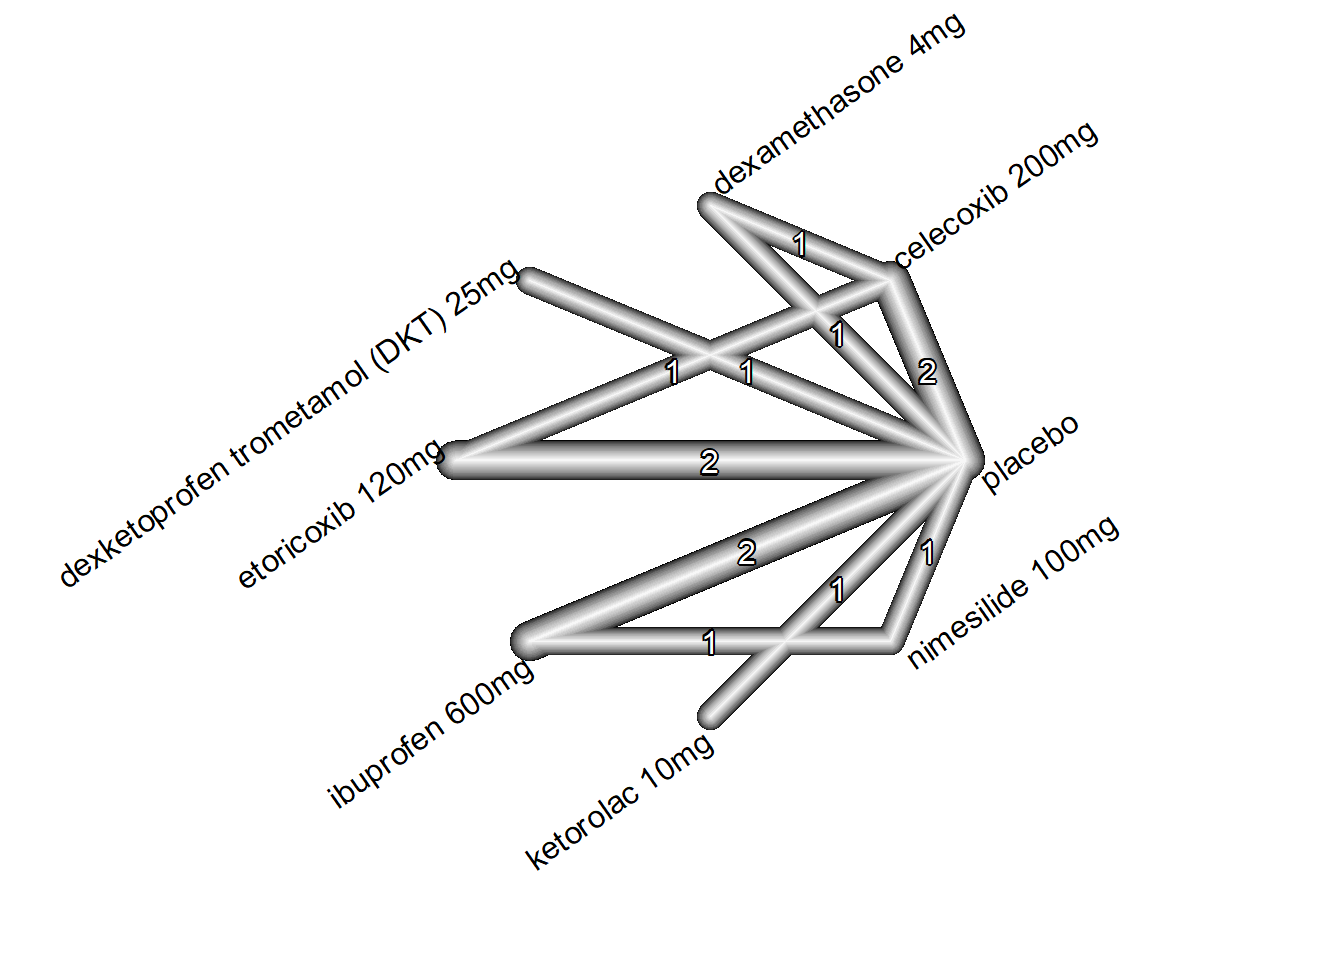 dexamethasone 4mg
celecoxib 200mg
dexketoprofen trometamol (DKT) 25mg
1
1
2
1
1
etoricoxib 120mg
2
placebo
2
1
nimesilide 100mg
1
1
ibuprofen 600mg
ketorolac 10mg